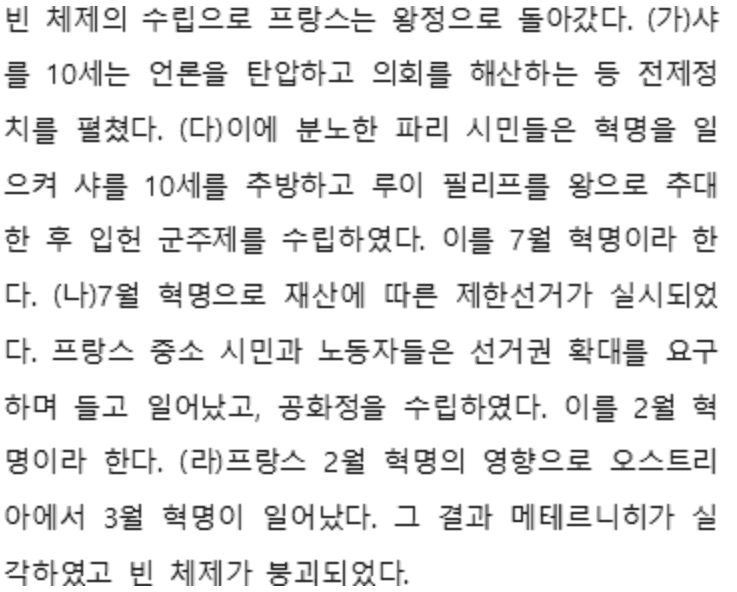 빈 체제의 수립으로 프랑스는 왕정으로 돌아갔다. (가)샤
를 10세는 언론을 탄압하고 의회를 해산하는 등 전제정
치를 펼쳤다. (다)이에 분노한 파리 시민들은 혁명을 일
으켜 샤를 10세를 추방하고 루이 필리프를 왕으로 추대
한 후 입헌 군주제를 수립하였다. 이를 7월 혁명이라 한
다. (나)7월 혁명으로 재산에 따른 제한선거가 실시되었
다. 프랑스 중소 시민과 노동자들은 선거권 확대를 요구
하며 들고 일어났고, 공화정을 수립하였다. 이를 2월 혁
명이라 한다. (라)프랑스 2월 혁명의 영향으로 오스트리
아에서 3월 혁명이 일어났다. 그 결과 메테르니히가 실
각하였고 빈 체제가 붕괴되었다.